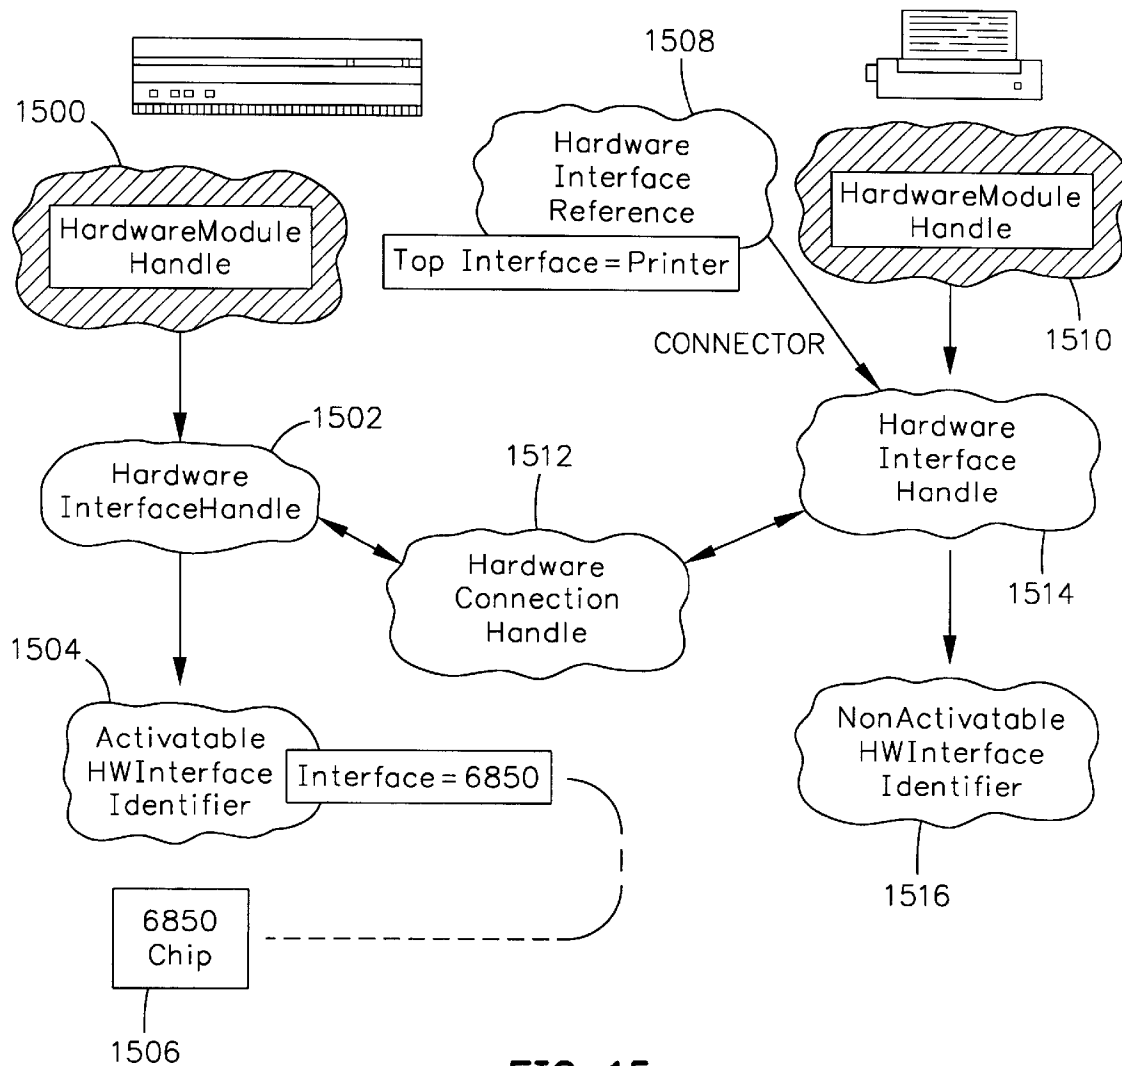 1508
1500
Hardware
Interface
Reference
HardwareModule
Handle
HardwareModule
Handle
Top Interface=Printer
1510
CONNECTOR
1502
1512
Hardware
InterfaceHandle
Hardware
Interface
Handle
Hardware
Connection
Handle
1514
1504
Activatable
HWInterface
Identifier
Interface=6850
NonActivatable
HWInterface
Identifier
1516
6850
Chip
1506